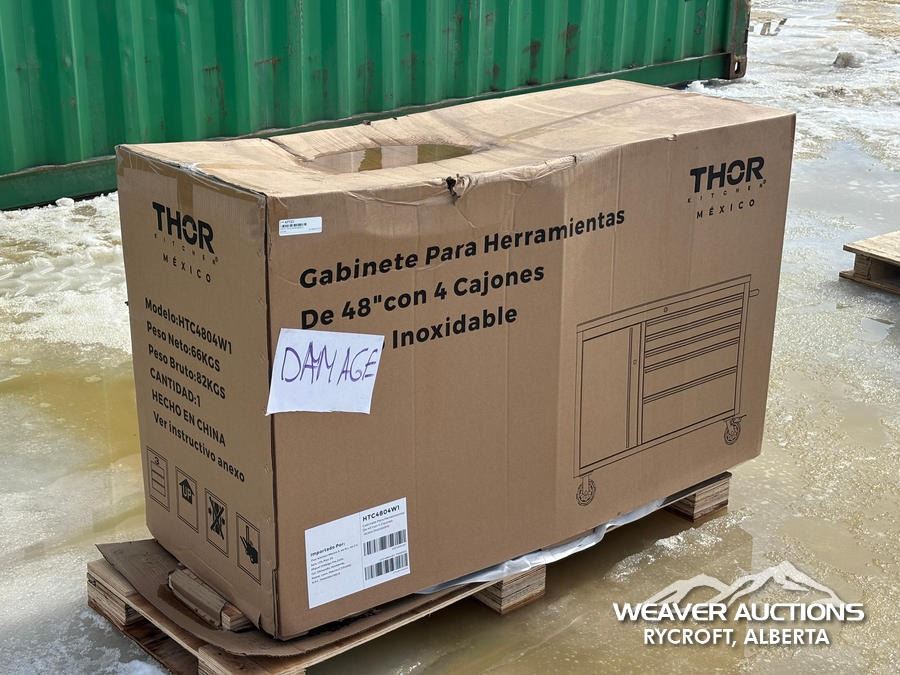 THOR
KITCHEN
MÉXICO
Modelo:HTC4804W1
Peso Neto:66KGS
Peso Bruto:82KGS
CANTIDAD:1
HECHO EN CHINA
Ver instructivo anexo
3
UP
Gabinete Para Herramientas
De 48"con 4 Cajones
Inoxidable
DAMAGE
THOR
KITCHEN
MÉXICO
HTC4804W1
Importado Por:
WEAVER AUCTIONS
RYCROFT, ALBERTA